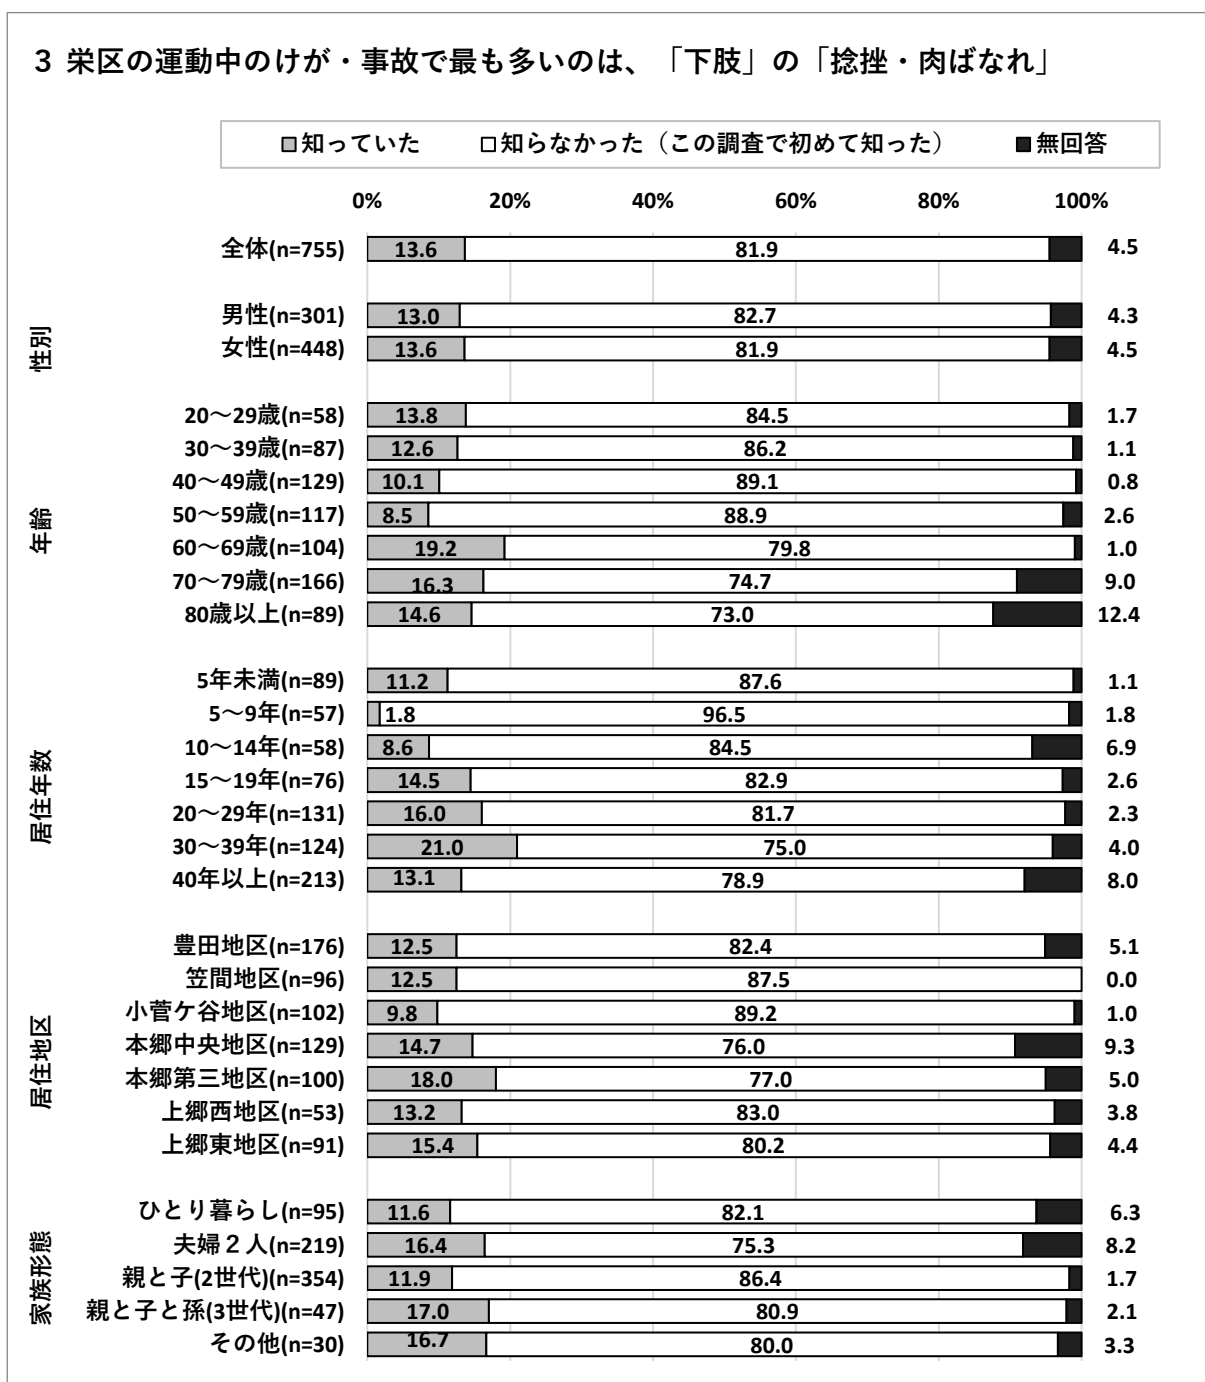 3 栄区の運動中のけが・事故で最も多いのは、「下肢」の「捻挫・肉ばなれ」
知っていた 知らなかった（この調査で初めて知った） 無回答
0% 20% 40% 60% 80% 100%
全体(n=755) 13.6 81.9 4.5
性別
男性(n=301) 13.0 82.7 4.3
女性(n=448) 13.6 81.9 4.5
年齢
20～29歳(n=58) 13.8 84.5 1.7
30～39歳(n=87) 12.6 86.2 1.1
40～49歳(n=129) 10.1 89.1 0.8
50～59歳(n=117) 8.5 88.9 2.6
60～69歳(n=104) 19.2 79.8 1.0
70～79歳(n=166) 16.3 74.7 9.0
80歳以上(n=89) 14.6 73.0 12.4
居住年数
5年未満(n=89) 11.2 87.6 1.1
5～9年(n=57) 1.8 96.5 1.8
10～14年(n=58) 8.6 84.5 6.9
15～19年(n=76) 14.5 82.9 2.6
20～29年(n=131) 16.0 81.7 2.3
30～39年(n=124) 21.0 75.0 4.0
40年以上(n=213) 13.1 78.9 8.0
居住地区
豊田地区(n=176) 12.5 82.4 5.1
笠間地区(n=96) 12.5 87.5 0.0
小菅ケ谷地区(n=102) 9.8 89.2 1.0
本郷中央地区(n=129) 14.7 76.0 9.3
本郷第三地区(n=100) 18.0 77.0 5.0
上郷西地区(n=53) 13.2 83.0 3.8
上郷東地区(n=91) 15.4 80.2 4.4
家族形態
ひとり暮らし(n=95) 11.6 82.1 6.3
夫婦２人(n=219) 16.4 75.3 8.2
親と子(2世代)(n=354) 11.9 86.4 1.7
親と子と孫(3世代)(n=47) 17.0 80.9 2.1
その他(n=30) 16.7 80.0 3.3